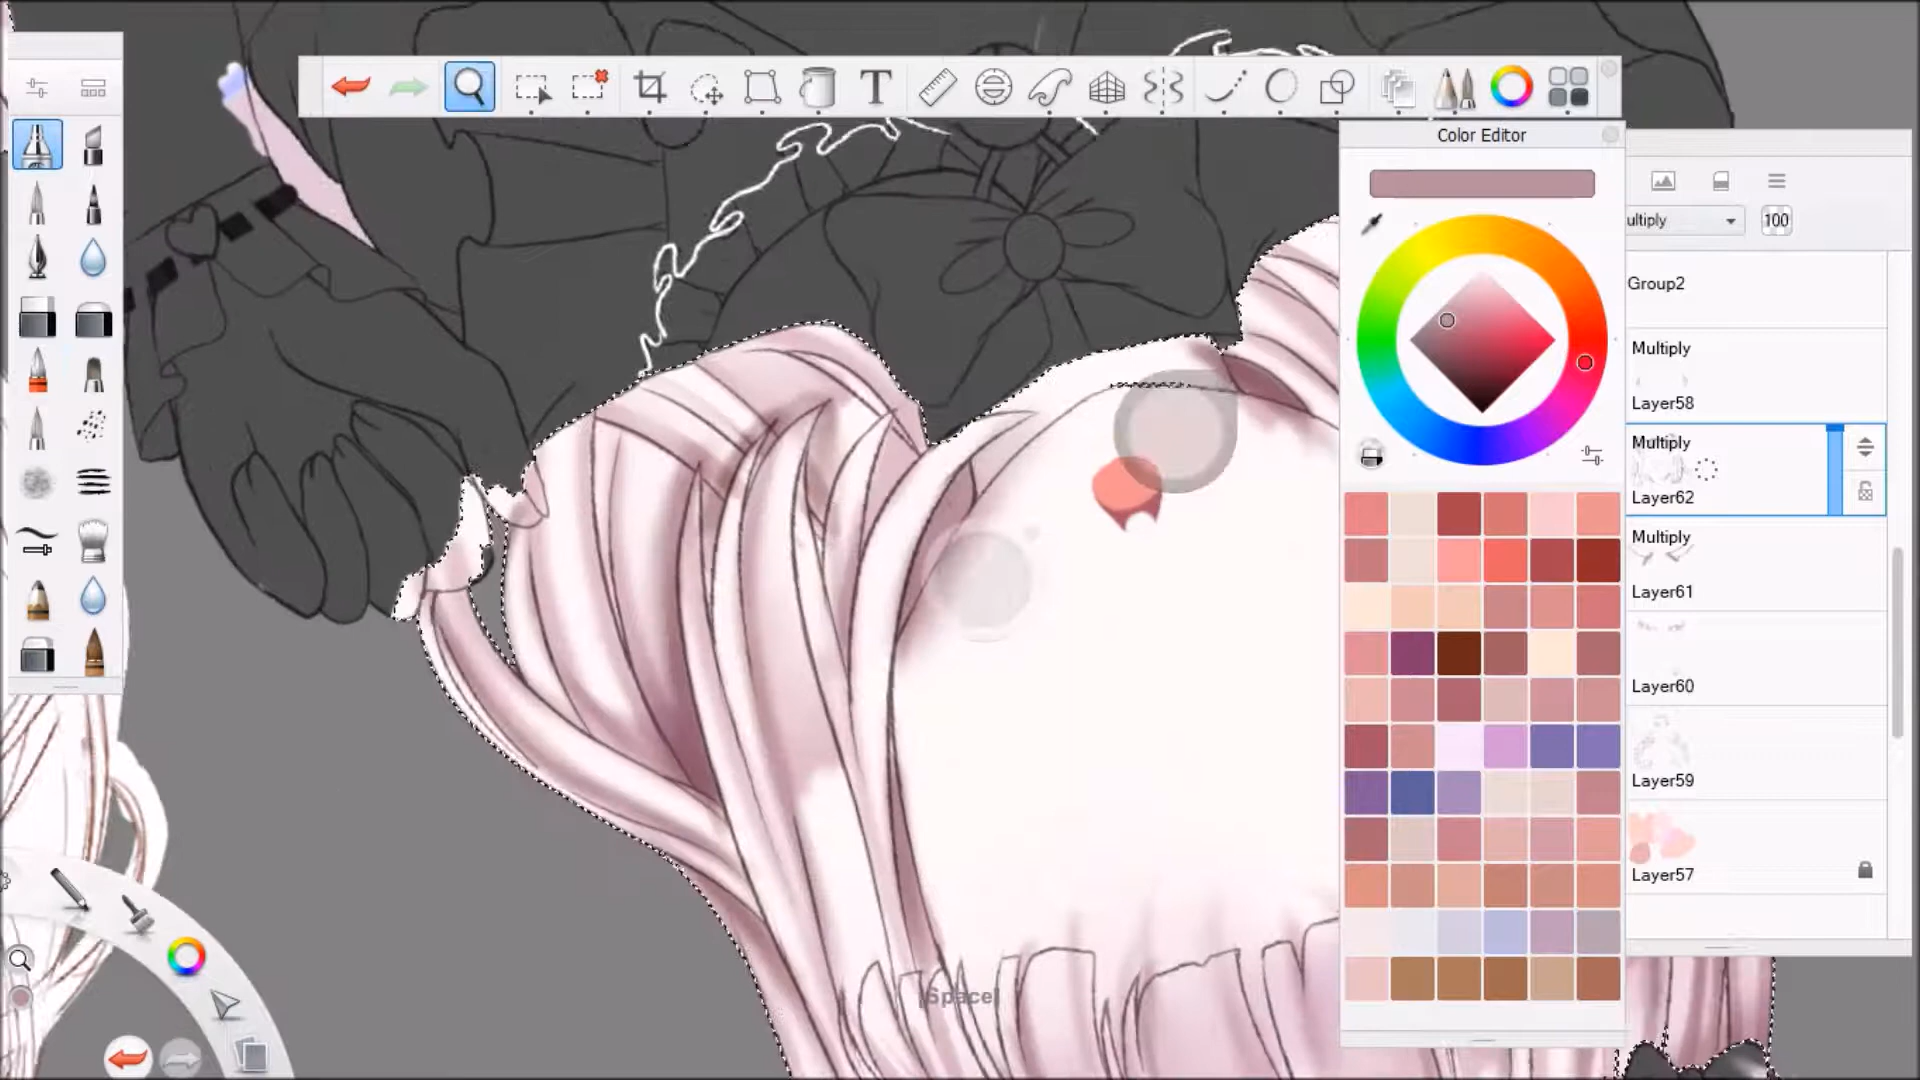 T
Color Editor
ultiply
100
Group2
Multiply
Layer58
Multiply
Layer62
Multiply
Layer61
Layer60
Layer59
Layer57
Space